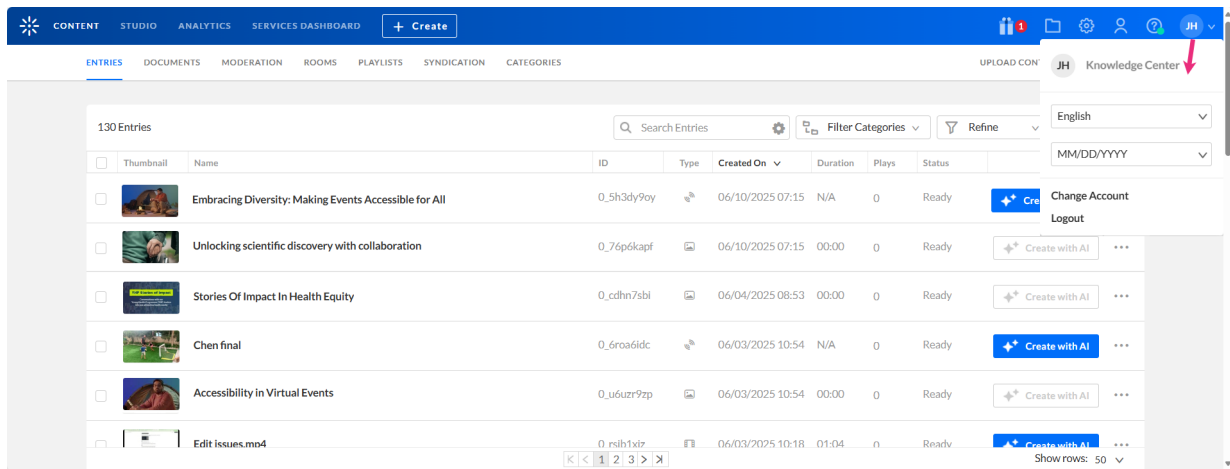 CONTENT STUDIO ANALYTICS SERVICES DASHBOARD + Create 1 JH
ENTRIES DOCUMENTS MODERATION ROOMS PLAYLISTS SYNDICATION CATEGORIES UPLOAD CONT
JH Knowledge Center
English
MM/DD/YYYY
Change Account
Logout
130 Entries Search Entries Filter Categories Refine
Thumbnail Name ID Type Created On Duration Plays Status
Embracing Diversity: Making Events Accessible for All 0_5h3dy9oy 06/10/2025 07:15 N/A 0 Ready Cre
Unlocking scientific discovery with collaboration 0_76p6kapf 06/10/2025 07:15 00:00 0 Ready Create with AI
Stories Of Impact In Health Equity 0_cdhn7sbi 06/04/2025 08:53 00:00 0 Ready Create with AI
Chen final 0_6roa6ldc 06/03/2025 10:54 N/A 0 Ready Create with AI
Accessibility in Virtual Events 0_u6uzr9zp 06/03/2025 10:54 00:00 0 Ready Create with AI
Edit issues.mp4 0_rsib1xiz 06/03/2025 10:18 01:04 0 Ready Create with AI
1 2 3 Show rows: 50